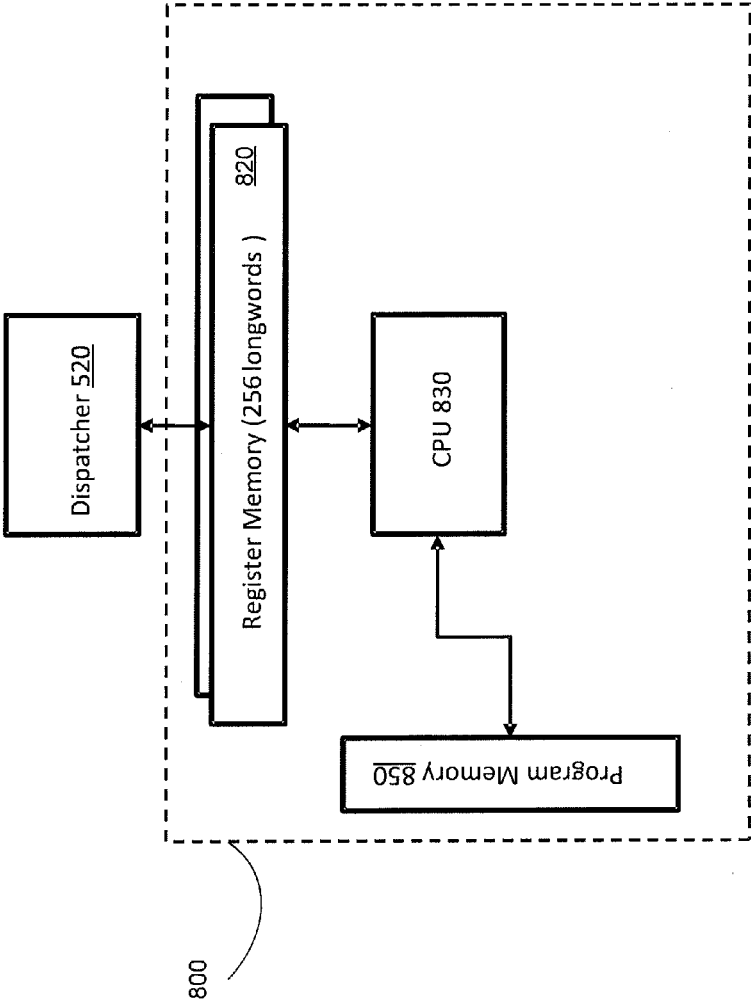 Dispatcher 520
820
Register Memory (256 longwords )
CPU 830
Program Memory 850
800